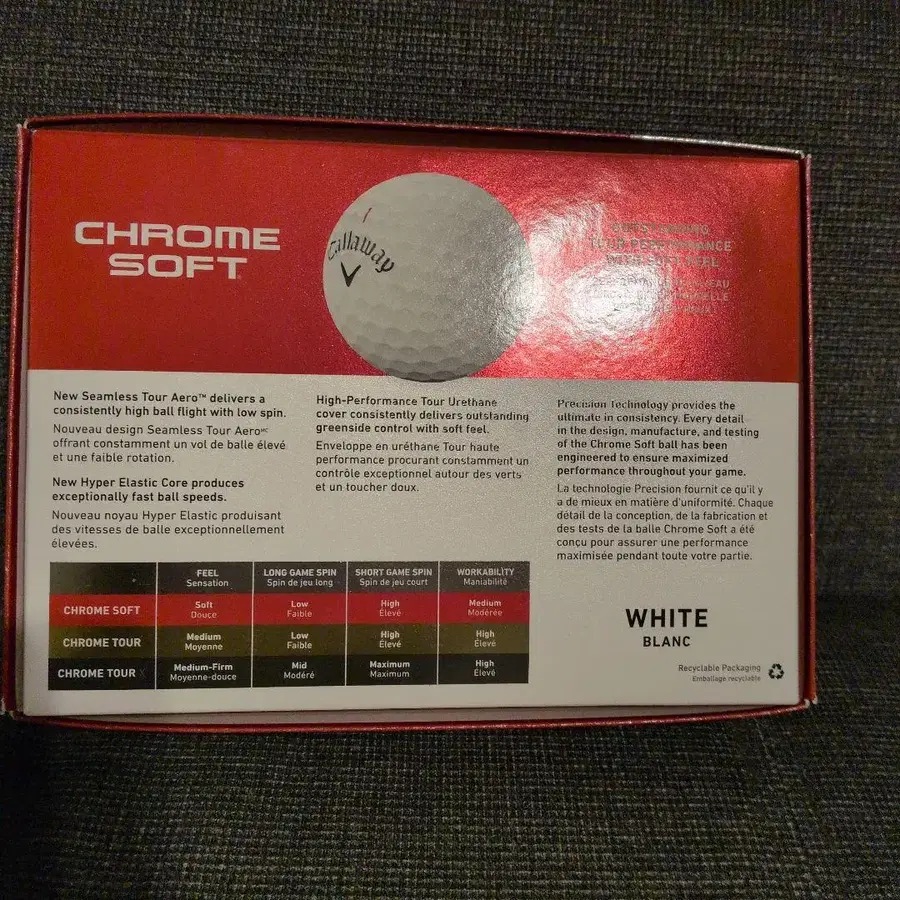 CHROME
SOFT
Callaway
OUTSTANDING
TOUR PERFORMANCE
WITH SOFT FEEL
New Seamless Tour Aero™ delivers a
consistently high ball flight with low spin.
Nouveau design Seamless Tour Aeroᴹᶜ
offrant constamment un vol de balle élevé
et une faible rotation.
New Hyper Elastic Core produces
exceptionally fast ball speeds.
Nouveau noyau Hyper Elastic produisant
des vitesses de balle exceptionnellement
élevées.
High-Performance Tour Urethane
cover consistently delivers outstanding
greenside control with soft feel.
Enveloppe en uréthane Tour haute
performance procurant constamment un
contrôle exceptionnel autour des verts
et un toucher doux.
Precision Technology provides the
ultimate in consistency. Every detail
in the design, manufacture, and testing
of the Chrome Soft ball has been
engineered to ensure maximized
performance throughout your game.
La technologie Precision fournit ce qu'il y
a de mieux en matière d'uniformité. Chaque
détail de la conception, de la fabrication et
des tests de la balle Chrome Soft a été
conçu pour assurer une performance
maximisée pendant toute votre partie.
FEEL LONG GAME SPIN SHORT GAME SPIN WORKABILITY
Sensation Spin de jeu long Spin de jeu court Maniabilité
CHROME SOFT Soft Low High Medium
Douce Faible Élevé Modérée
CHROME TOUR Medium Low High High
Moyenne Faible Élevé Élevé
CHROME TOUR X Medium-Firm Mid Maximum High
Moyenne-douce Modéré Maximum Élevé
WHITE
BLANC
Recyclable Packaging
Emballage recyclable